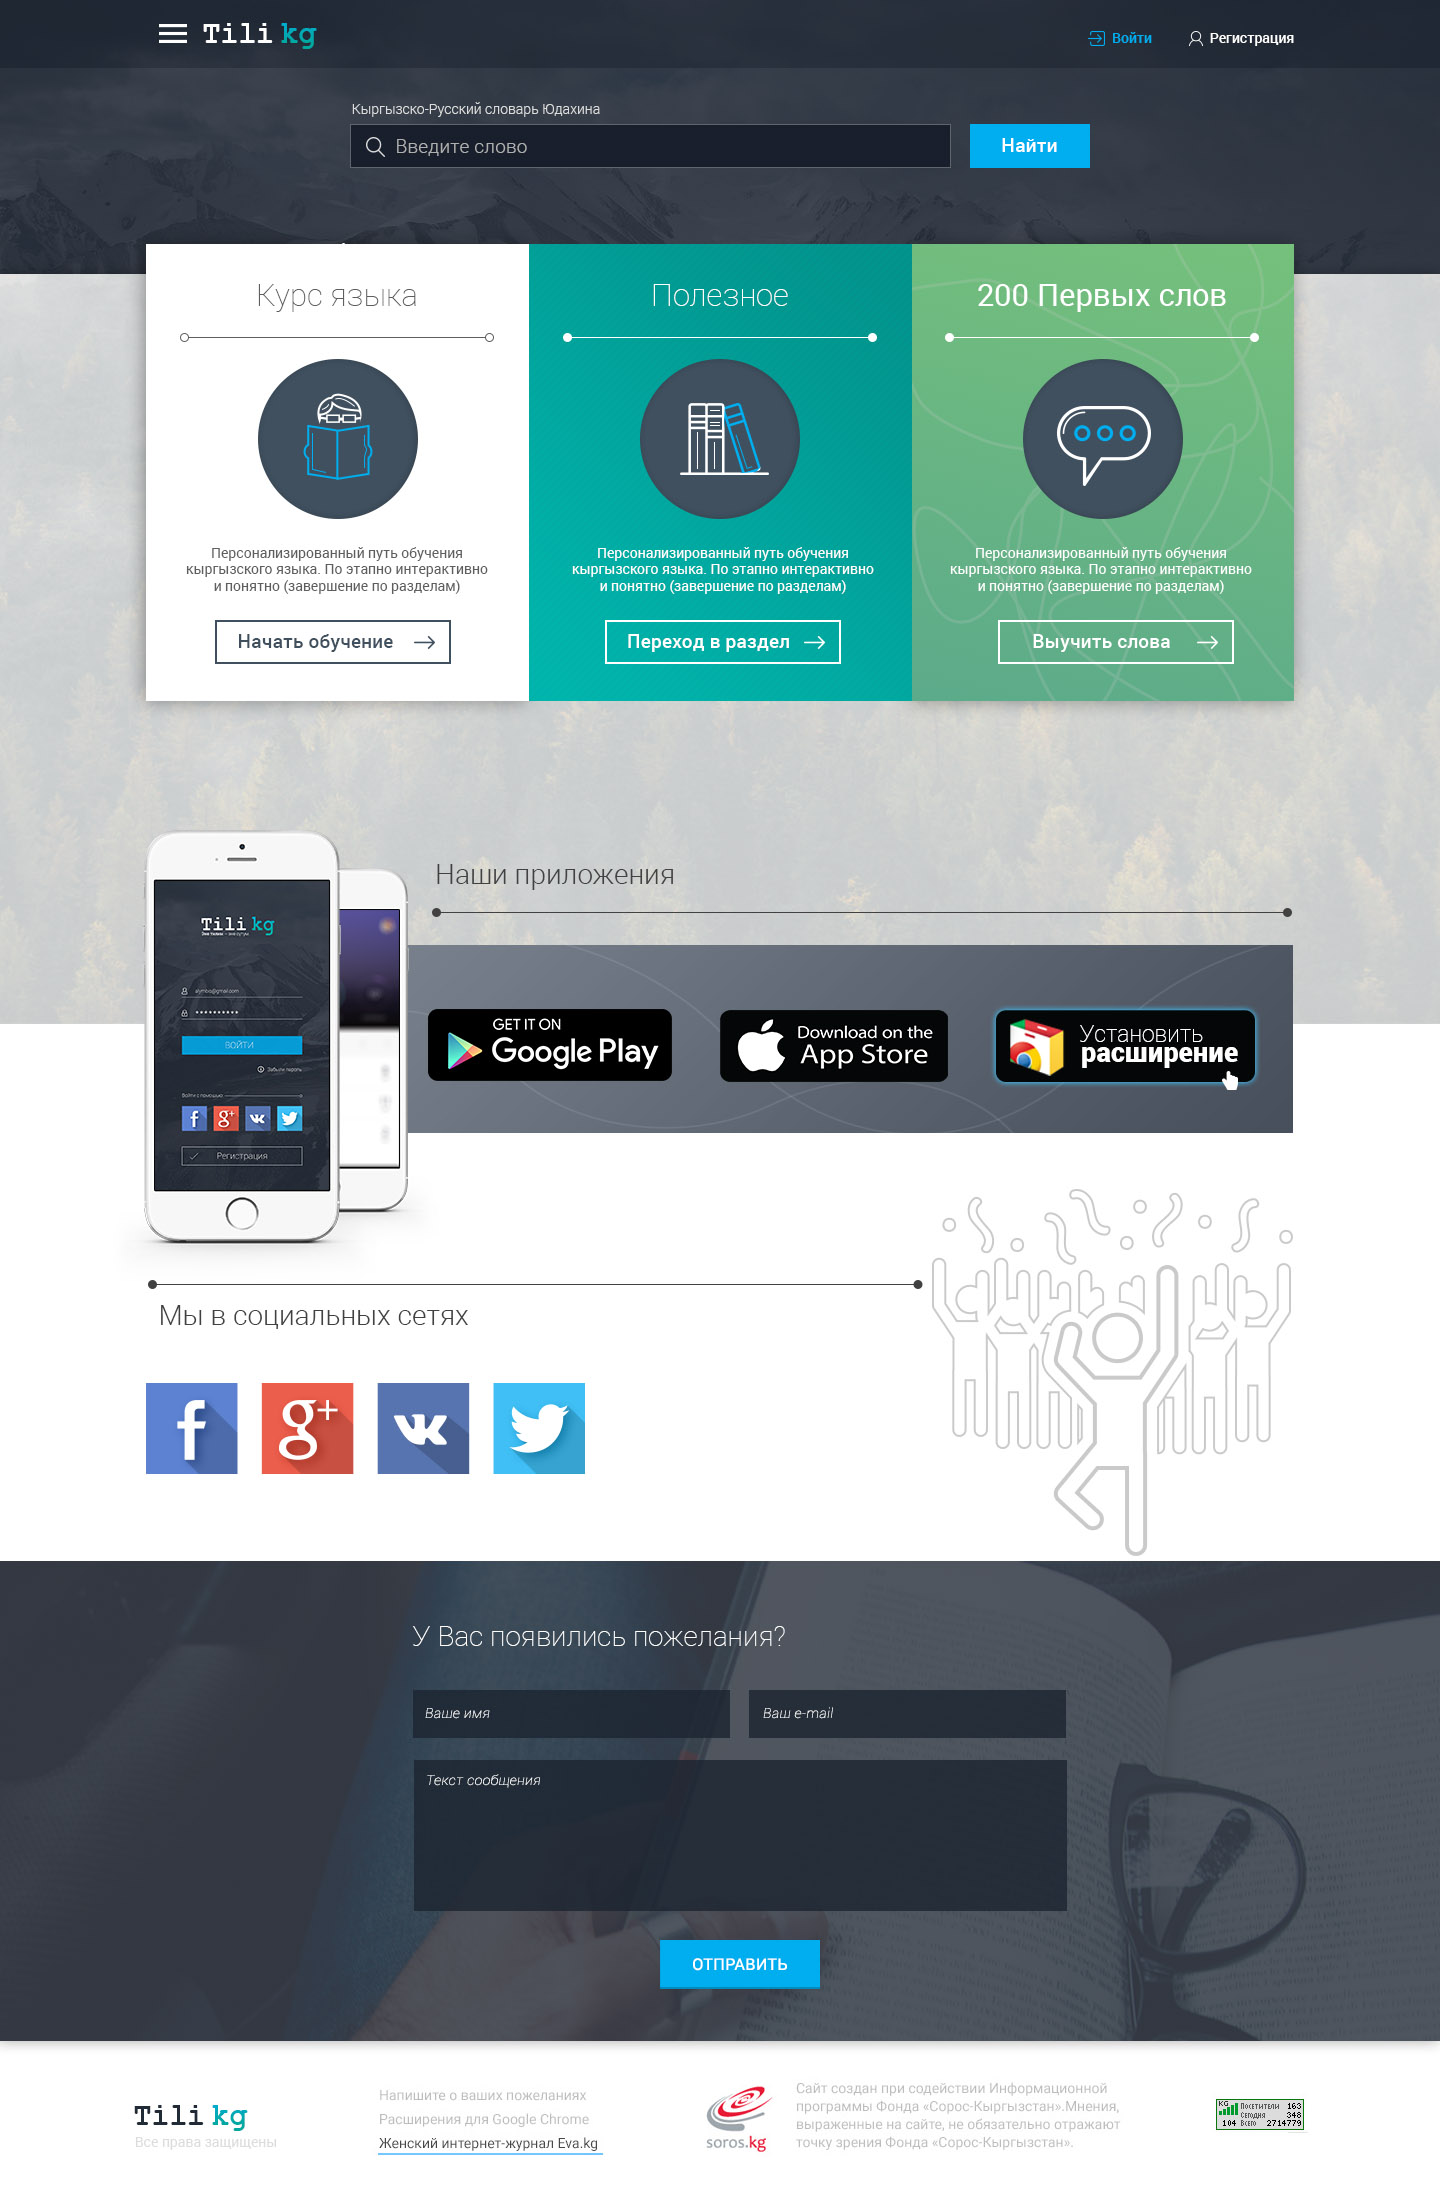 Tili kg
Войти
Регистрация
Кыргызско-Русский словарь Юдахина
Введите слово
Найти
Курс языка
Персонализированный путь обучения
кыргызского языка. По этапно интерактивно
и понятно (завершение по разделам)
Начать обучение
Полезное
Персонализированный путь обучения
кыргызского языка. По этапно интерактивно
и понятно (завершение по разделам)
Переход в раздел
200 Первых слов
Персонализированный путь обучения
кыргызского языка. По этапно интерактивно
и понятно (завершение по разделам)
Выучить слова
Наши приложения
Tili kg
ВОЙТИ
Забыли пароль
Войти с помощью
f
g+
Регистрация
GET IT ON
Google Play
Download on the
App Store
Установить
расширение
Мы в социальных сетях
f
g+
У Вас появились пожелания?
Ваше имя
Ваш e-mail
Текст сообщения
ОТПРАВИТЬ
Tili kg
Все права защищены
Напишите о ваших пожеланиях
Расширения для Google Chrome
Женский интернет-журнал Eva.kg
soros.kg
Сайт создан при содействии Информационной
программы Фонда «Сорос-Кыргызстан».Мнения,
выраженные на сайте, не обязательно отражают
точку зрения Фонда «Сорос-Кыргызстан».
KG Посетители 163
Сегодня 348
104 Всего 2714779